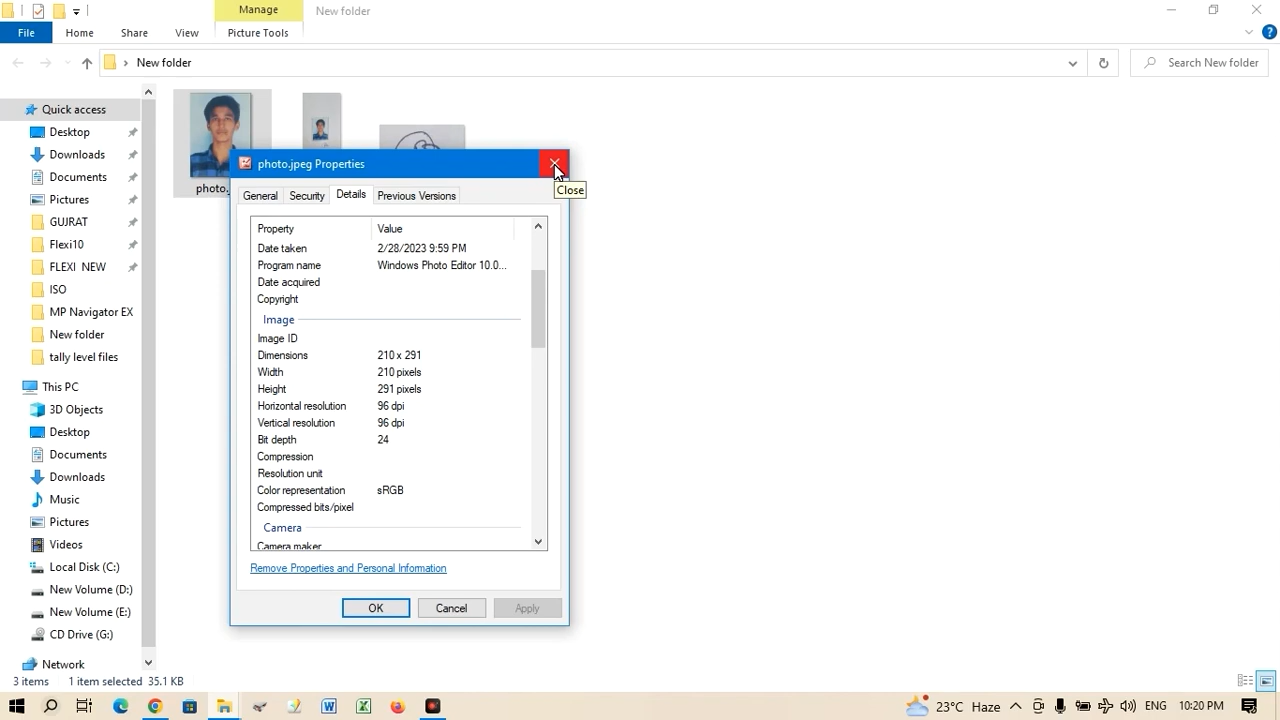 Manage
New folder
File
Home
Share
View
Picture Tools
New folder
Search New folder
Quick access
Desktop
Downloads
Documents
Pictures
GUJRAT
Flexi10
FLEXI NEW
ISO
MP Navigator EX
New folder
tally level files
This PC
3D Objects
Desktop
Documents
Downloads
Music
Pictures
Videos
Local Disk (C:)
New Volume (D:)
New Volume (E:)
CD Drive (G:)
Network
photo.j
photo.jpeg Properties
Close
General
Security
Details
Previous Versions
Property Value
Date taken 2/28/2023 9:59 PM
Program name Windows Photo Editor 10.0...
Date acquired
Copyright
Image
Image ID
Dimensions 210 x 291
Width 210 pixels
Height 291 pixels
Horizontal resolution 96 dpi
Vertical resolution 96 dpi
Bit depth 24
Compression
Resolution unit
Color representation sRGB
Compressed bits/pixel
Camera
Camera maker
Remove Properties and Personal Information
OK
Cancel
Apply
3 items 1 item selected 35.1 KB
23°C Haze
ENG
10:20 PM